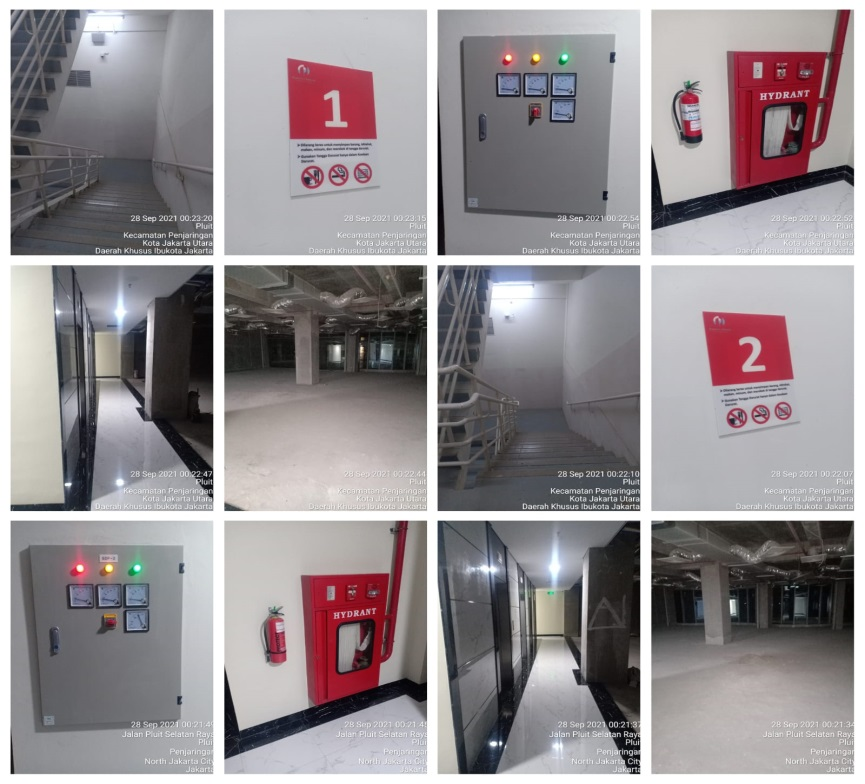 28 Sep 2021 00:23:20
Pluit
Kecamatan Penjaringan
Kota Jakarta Utara
Daerah Khusus Ibukota Jakarta
1
28 Sep 2021 00:23:15
Pluit
Kecamatan Penjaringan
Kota Jakarta Utara
Daerah Khusus Ibukota Jakarta
28 Sep 2021 00:22:54
Pluit
Kecamatan Penjaringan
Kota Jakarta Utara
Daerah Khusus Ibukota Jakarta
HYDRANT
28 Sep 2021 00:22:52
Pluit
Kecamatan Penjaringan
Kota Jakarta Utara
Daerah Khusus Ibukota Jakarta
28 Sep 2021 00:22:47
Pluit
Kecamatan Penjaringan
Kota Jakarta Utara
Daerah Khusus Ibukota Jakarta
28 Sep 2021 00:22:44
Pluit
Kecamatan Penjaringan
Kota Jakarta Utara
Daerah Khusus Ibukota Jakarta
28 Sep 2021 00:22:10
Pluit
Kecamatan Penjaringan
Kota Jakarta Utara
Daerah Khusus Ibukota Jakarta
2
28 Sep 2021 00:22:07
Pluit
Kecamatan Penjaringan
Kota Jakarta Utara
Daerah Khusus Ibukota Jakarta
28 Sep 2021 00:21:4
Jalan Pluit Selatan Raya
Plui
Penjaringan
North Jakarta City
Jakarta
HYDRANT
28 Sep 2021 00:21:4
Jalan Pluit Selatan Raya
Plui
Penjaringan
North Jakarta City
Jakarta
28 Sep 2021 00:21:37
Jalan Pluit Selatan Raya
Plui
Penjaringan
North Jakarta City
Jakarta
28 Sep 2021 00:21:34
Jalan Pluit Selatan Raya
Plui
Penjaringan
North Jakarta City
Jakarta